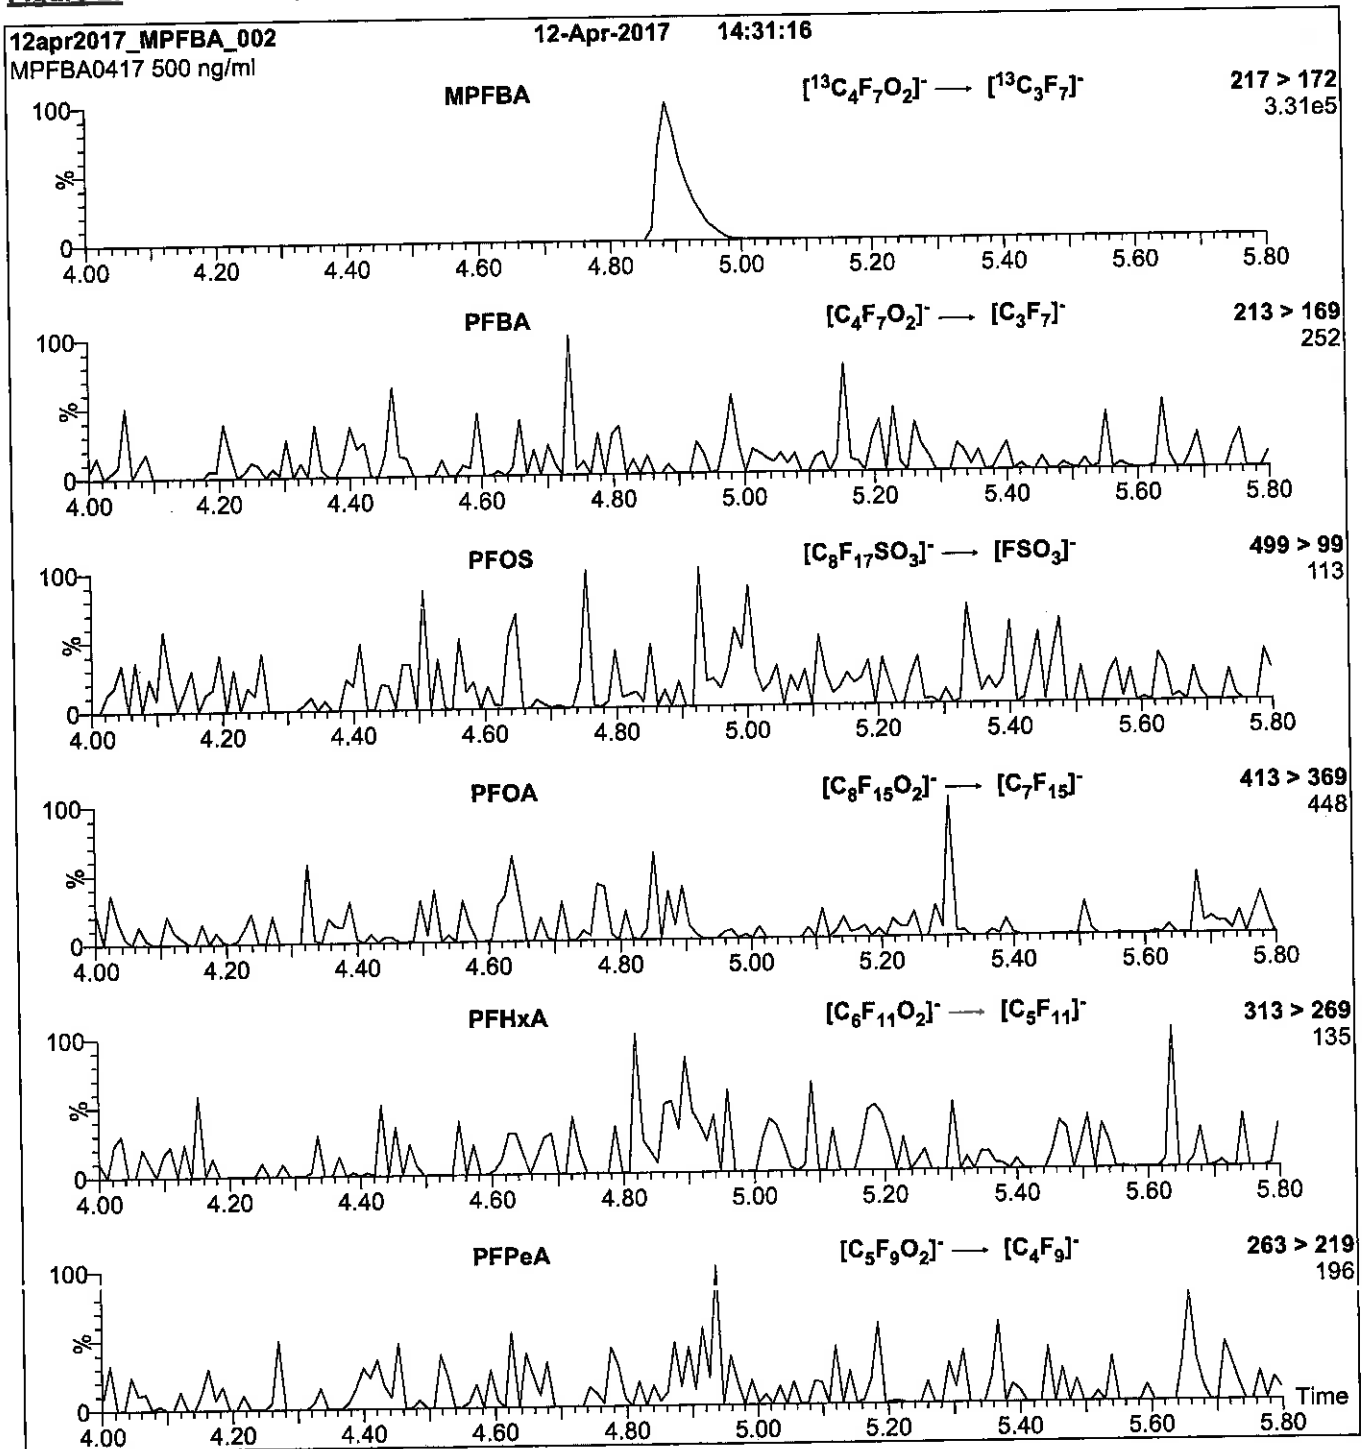 12apr2017_MPFBA_002 12-Apr-2017 14:31:16
MPFBA0417 500 ng/ml
MPFBA [¹³C₄F₇O₂]⁻ → [¹³C₃F₇]⁻ 217 > 172
3.31e5
100
%
0
4.00 4.20 4.40 4.60 4.80 5.00 5.20 5.40 5.60 5.80
PFBA [C₄F₇O₂]⁻ → [C₃F₇]⁻ 213 > 169
252
100
%
0
4.00 4.20 4.40 4.60 4.80 5.00 5.20 5.40 5.60 5.80
PFOS [C₈F₁₇SO₃]⁻ → [FSO₃]⁻ 499 > 99
113
100
%
0
4.00 4.20 4.40 4.60 4.80 5.00 5.20 5.40 5.60 5.80
PFOA [C₈F₁₅O₂]⁻ → [C₇F₁₅]⁻ 413 > 369
448
100
%
0
4.00 4.20 4.40 4.60 4.80 5.00 5.20 5.40 5.60 5.80
PFHxA [C₆F₁₁O₂]⁻ → [C₅F₁₁]⁻ 313 > 269
135
100
%
0
4.00 4.20 4.40 4.60 4.80 5.00 5.20 5.40 5.60 5.80
PFPeA [C₅F₉O₂]⁻ → [C₄F₉]⁻ 263 > 219
196
100
%
0
Time
4.00 4.20 4.40 4.60 4.80 5.00 5.20 5.40 5.60 5.80